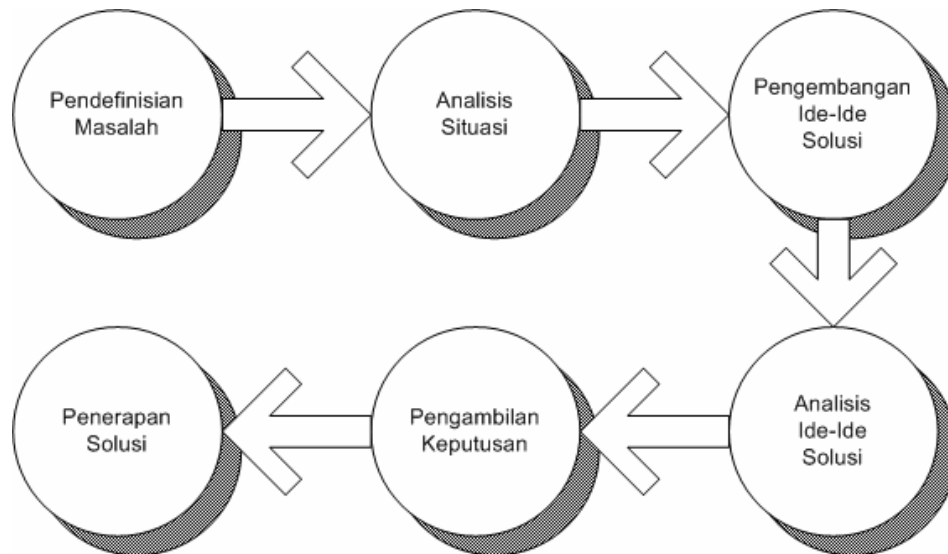 Pendefinisian
Masalah
Analisis
Situasi
Pengembangan
Ide-Ide
Solusi
Analisis
Ide-Ide
Solusi
Pengambilan
Keputusan
Penerapan
Solusi